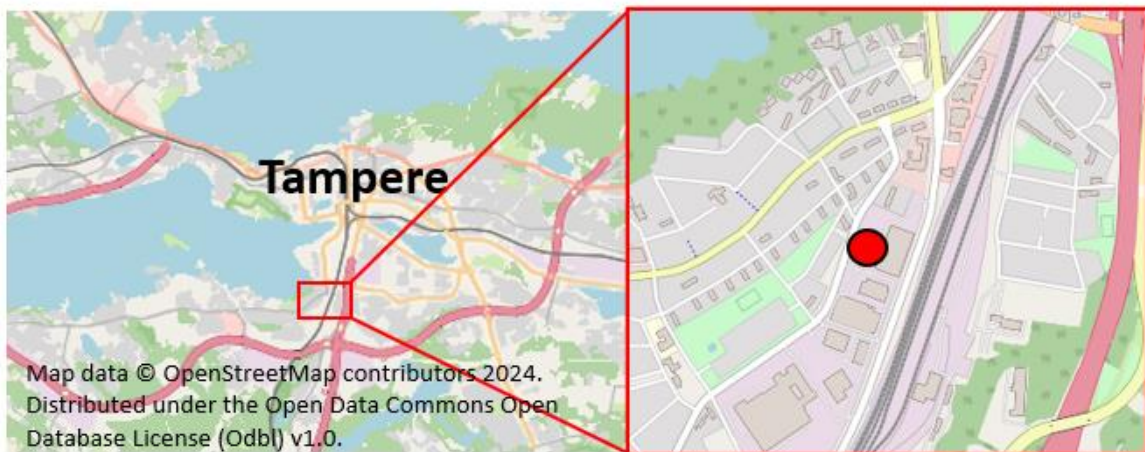 Tampere
Map data © OpenStreetMap contributors 2024.
Distributed under the Open Data Commons Open
Database License (Odbl) v1.0.